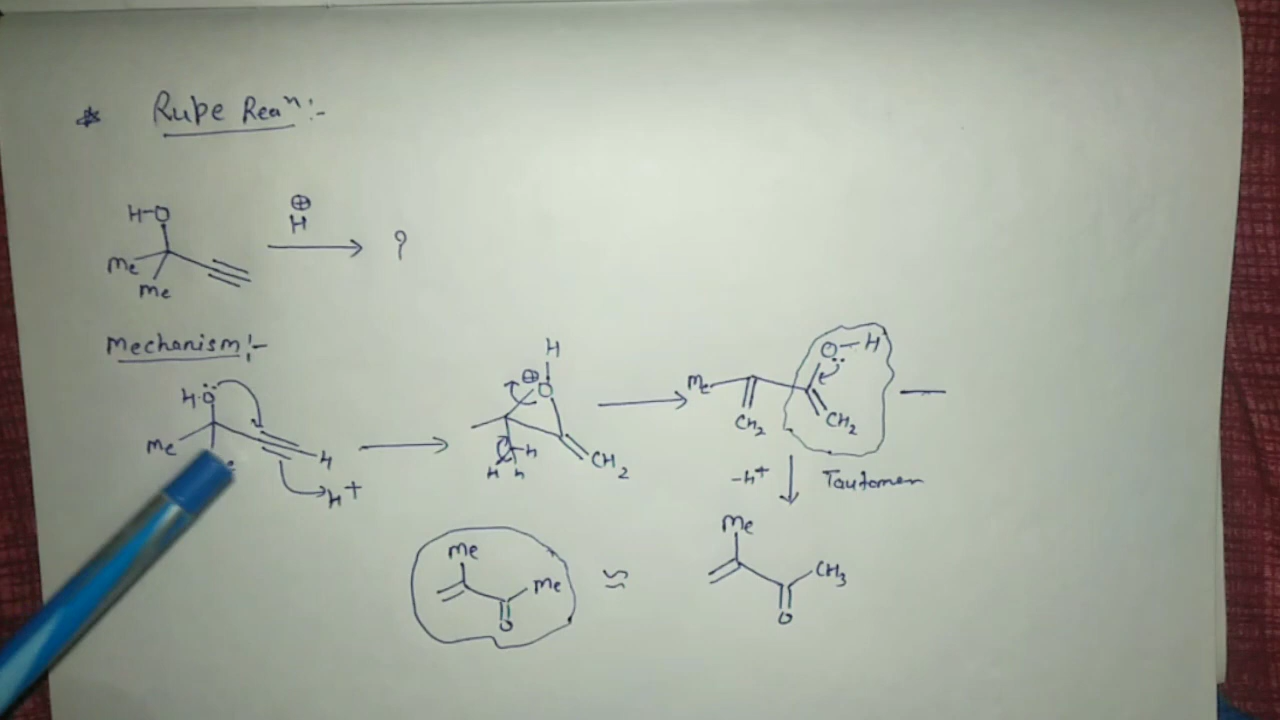 * Rupe Reaⁿ:-
H-O
⊕
H
?
Me
Me
Mechanism:-
H-Ö
Me
H
H+
H
⊕
O
H
H H
CH2
Me
O-H
CH2
CH2
-H+
Tautomer
Me
CH3
O
≈
Me
Me
O